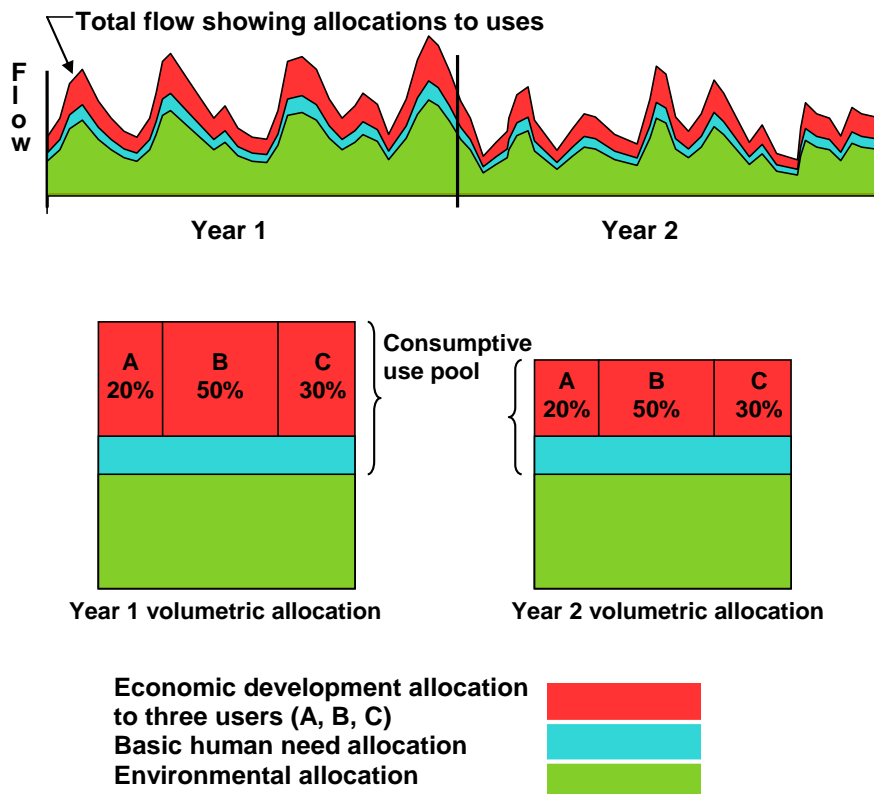 Total flow showing allocations to uses
Flow
Year 1
Year 2
Consumptive
use pool
A
20%
B
50%
C
30%
A
20%
B
50%
C
30%
Year 1 volumetric allocation
Year 2 volumetric allocation
Economic development allocation
to three users (A, B, C)
Basic human need allocation
Environmental allocation